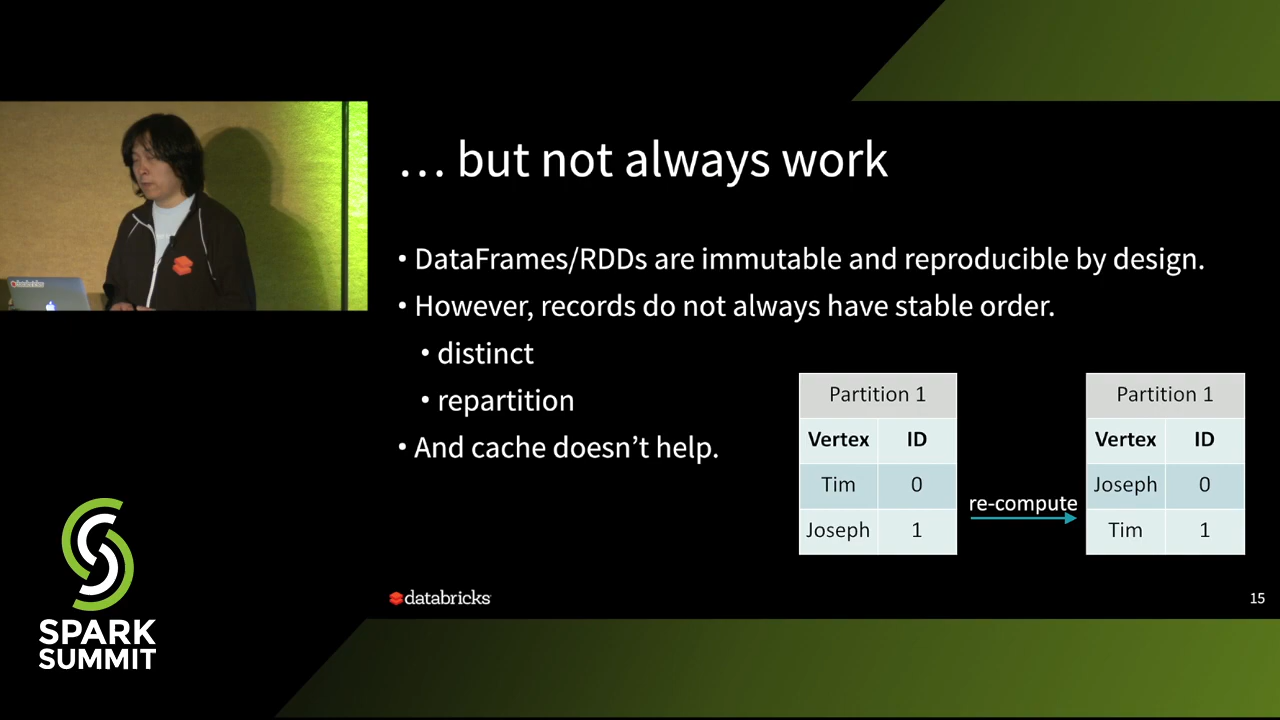 … but not always work
• DataFrames/RDDs are immutable and reproducible by design.
• However, records do not always have stable order.
• distinct
• repartition
• And cache doesn’t help.
Partition 1
Vertex ID
Tim 0
Joseph 1
re-compute
Partition 1
Vertex ID
Joseph 0
Tim 1
databricks
15
SPARK
SUMMIT
databricks